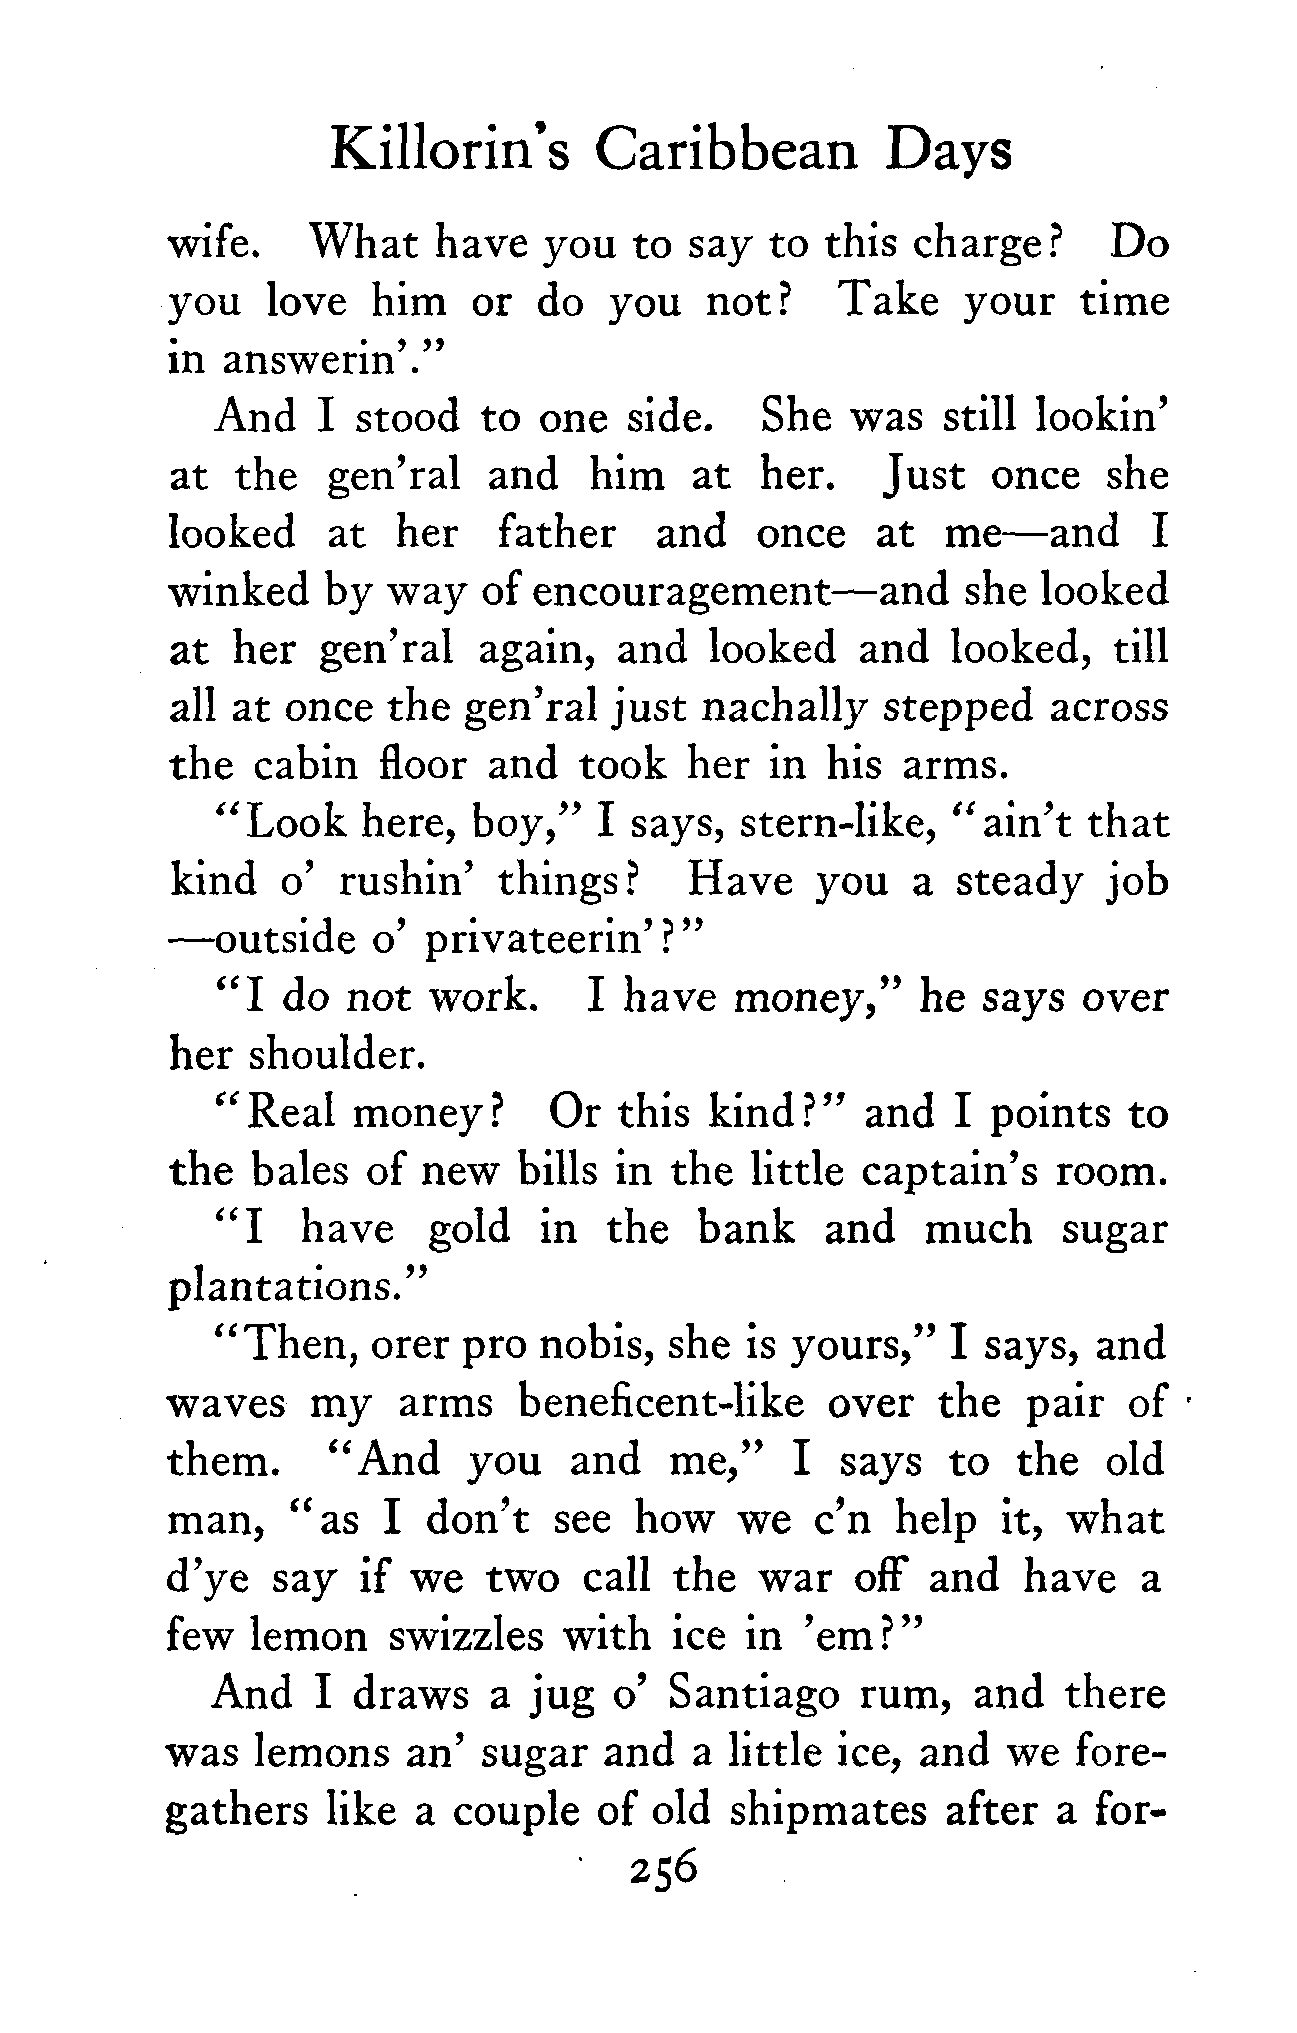 Killorin's Caribbean Days
wife. What have you to say to this charge? Do
you love him or do you not? Take your time
in answerin'."
And I stood to one side. She was still lookin'
at the gen'ral and him at her. Just once she
looked at her father and once at me—and I
winked by way of encouragement—and she looked
at her gen'ral again, and looked and looked, till
all at once the gen'ral just nachally stepped across
the cabin floor and took her in his arms.
"Look here, boy," I says, stern-like, "ain't that
kind o' rushin' things? Have you a steady job
—outside o' privateerin'?"
"I do not work. I have money," he says over
her shoulder.
"Real money? Or this kind?" and I points to
the bales of new bills in the little captain's room.
"I have gold in the bank and much sugar
plantations."
"Then, orer pro nobis, she is yours," I says, and
waves my arms beneficent-like over the pair of
them. "And you and me," I says to the old
man, "as I don't see how we c'n help it, what
d'ye say if we two call the war off and have a
few lemon swizzles with ice in 'em?"
And I draws a jug o' Santiago rum, and there
was lemons an' sugar and a little ice, and we fore-
gathers like a couple of old shipmates after a for-
256